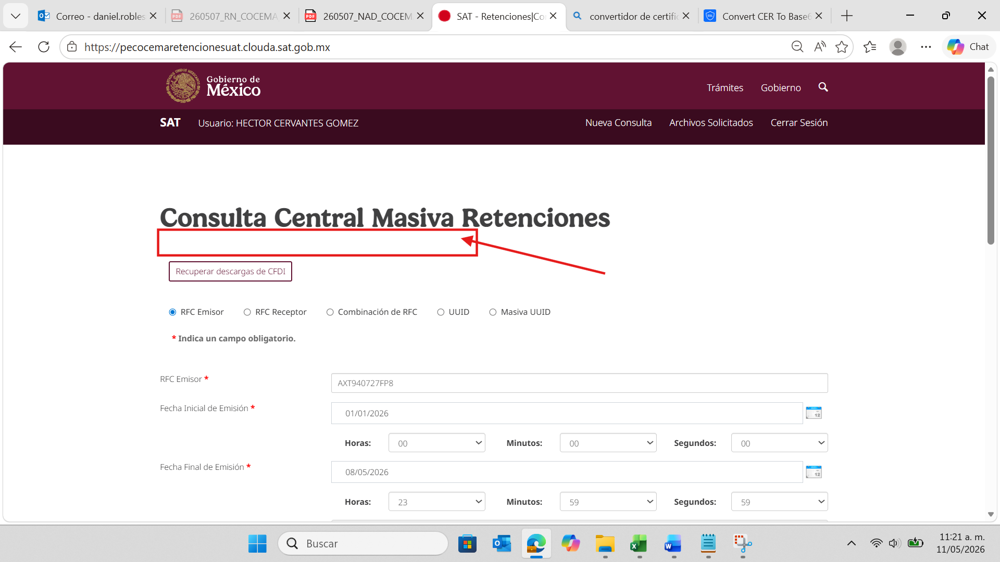 Correo - daniel.robles
260507_RN_COCEMA
260507_NAD_COCEM
SAT - Retenciones|Co
convertidor de certific
Convert CER To Base6
https://pecocemaretencionesuat.clouda.sat.gob.mx
Chat
Gobierno de
México
Trámites
Gobierno
SAT
Usuario: HECTOR CERVANTES GOMEZ
Nueva Consulta
Archivos Solicitados
Cerrar Sesión
Consulta Central Masiva Retenciones
Recuperar descargas de CFDI
RFC Emisor
RFC Receptor
Combinación de RFC
UUID
Masiva UUID
* Indica un campo obligatorio.
RFC Emisor *
AXT940727FP8
Fecha Inicial de Emisión *
01/01/2026
Horas:
00
Minutos:
00
Segundos:
00
Fecha Final de Emisión *
08/05/2026
Horas:
23
Minutos:
59
Segundos:
59
Buscar
11:21 a. m.
11/05/2026